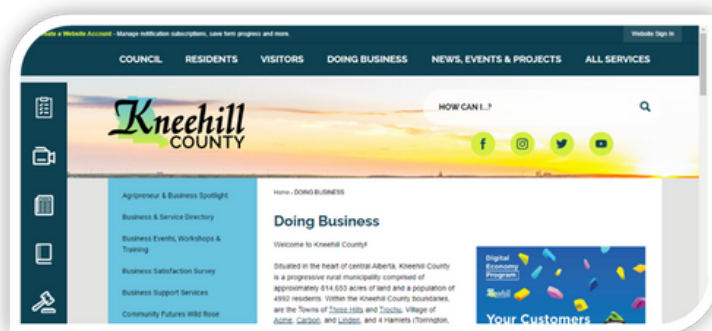 Create a Website Account - Manage notification subscriptions, save form progress and more.
Website Sign In
COUNCIL RESIDENTS VISITORS DOING BUSINESS NEWS, EVENTS & PROJECTS ALL SERVICES
Kneehill
COUNTY
HOW CAN I...?
Agripreneur & Business Spotlight
Business & Service Directory
Business Events, Workshops &
Training
Business Satisfaction Survey
Business Support Services
Community Futures Wild Rose
Home › DOING BUSINESS
Doing Business
Welcome to Kneehill County!
Situated in the heart of central Alberta, Kneehill County
is a progressive rural municipality comprised of
approximately 814,653 acres of land and a population of
4992 residents. Within the Kneehill County boundaries,
are the Towns of Three Hills and Trochu, Village of
Acme, Carbon, and Linden, and 4 Hamlets (Torrington,
Digital
Economy
Program
Kneehill
Your Customers